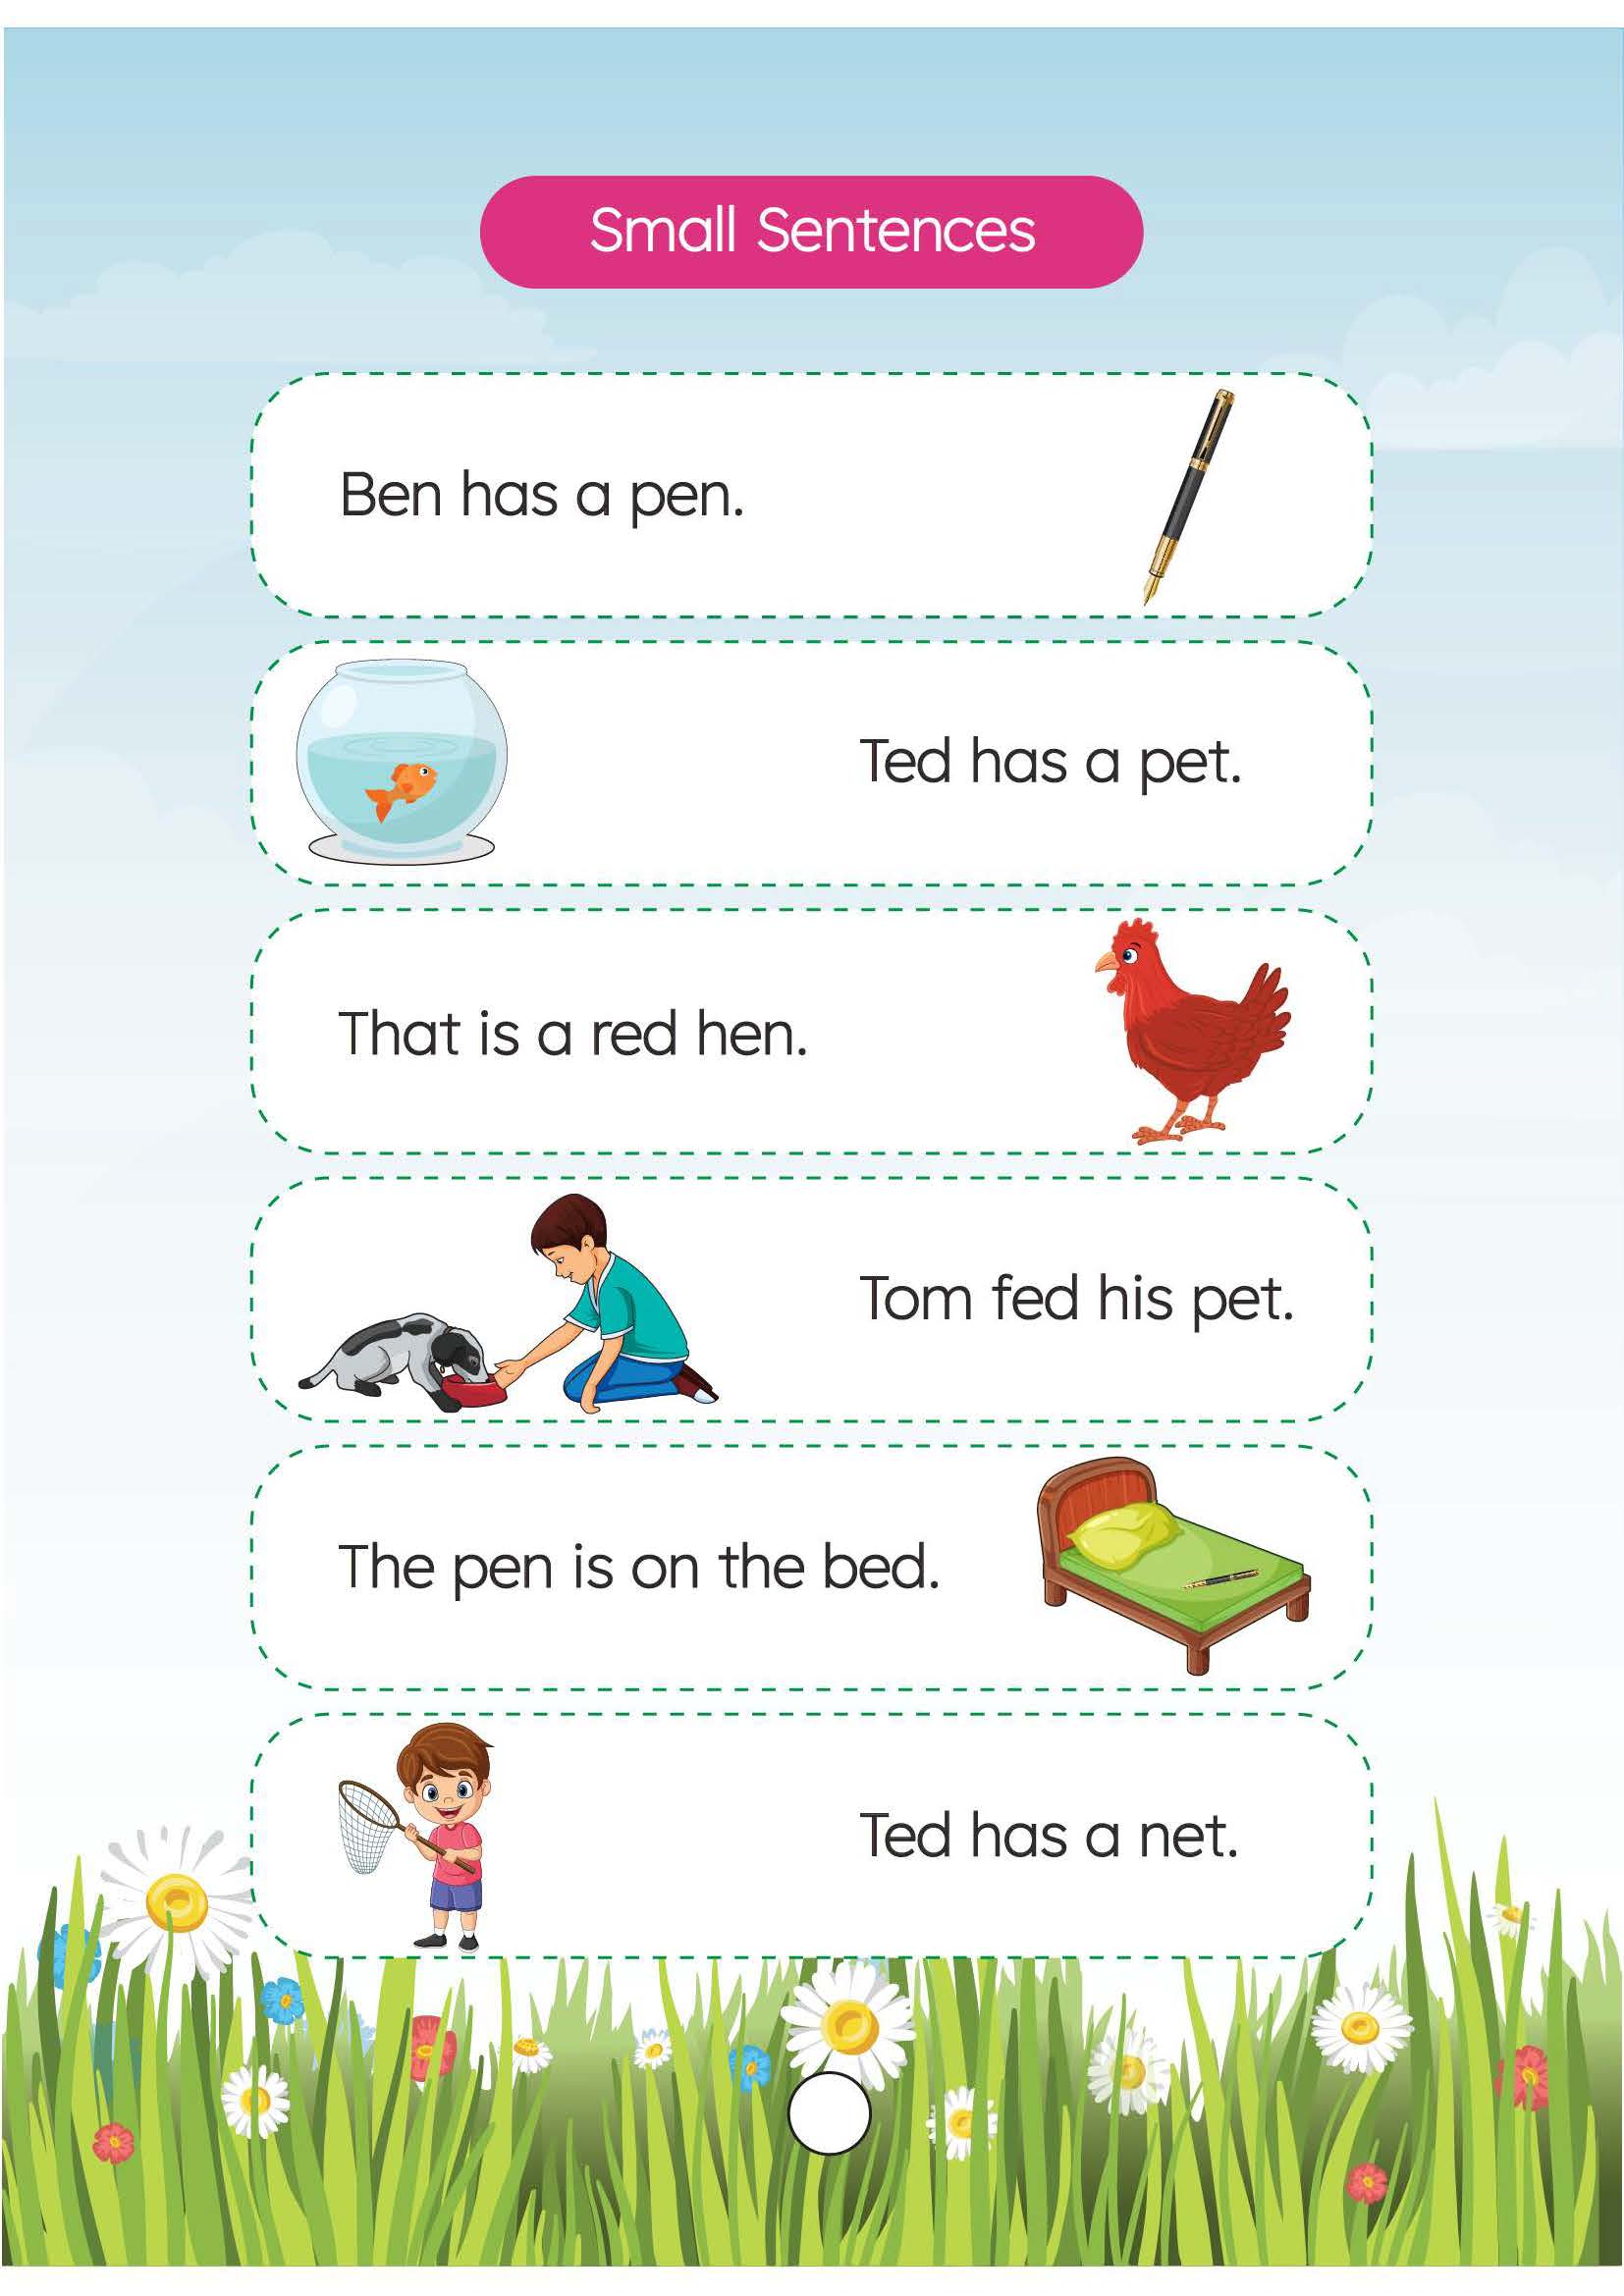 Small Sentences
Ben has a pen.
Ted has a pet.
That is a red hen.
Tom fed his pet.
The pen is on the bed.
Ted has a net.